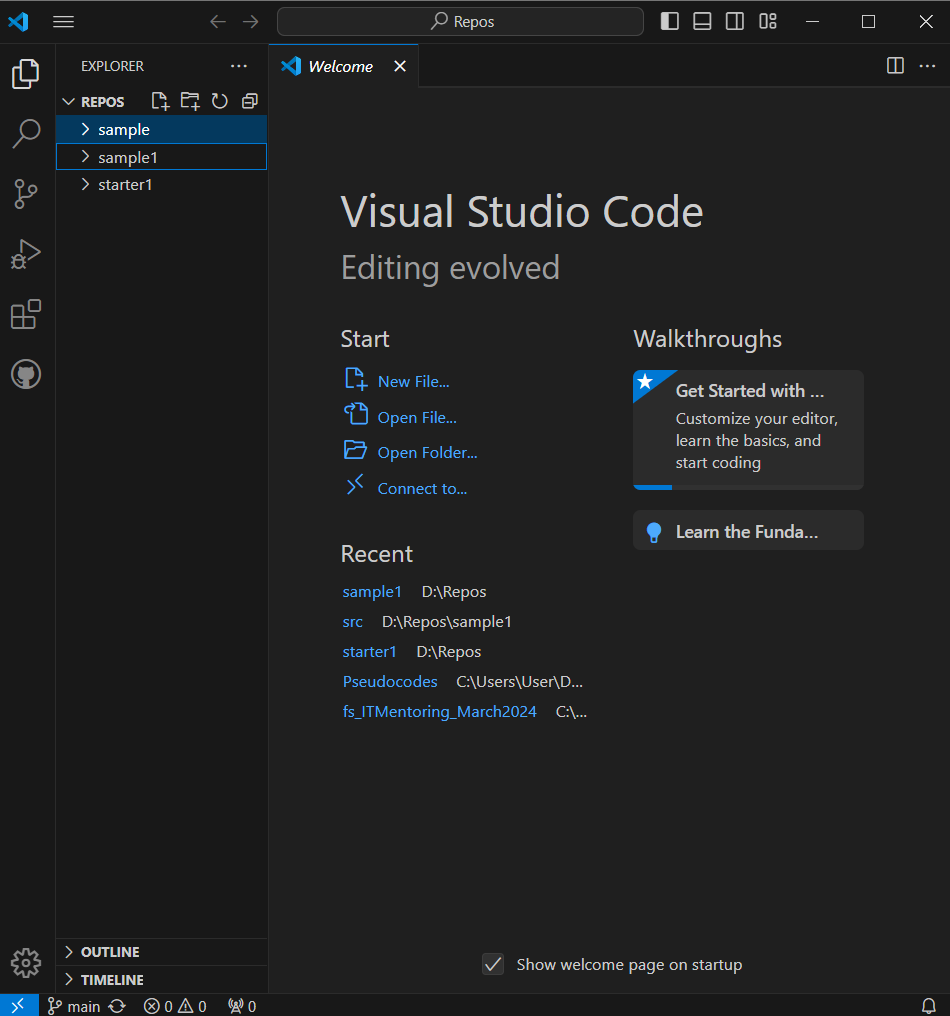 Repos
EXPLORER
Welcome
REPOS
sample
sample1
starter1
Visual Studio Code
Editing evolved
Start
New File...
Open File...
Open Folder...
Connect to...
Recent
sample1 D:\Repos
src D:\Repos\sample1
starter1 D:\Repos
Pseudocodes C:\Users\User\D...
fs_ITMentoring_March2024 C:\...
Walkthroughs
Get Started with ...
Customize your editor,
learn the basics, and
start coding
Learn the Funda...
OUTLINE
TIMELINE
Show welcome page on startup
main 0 0 0